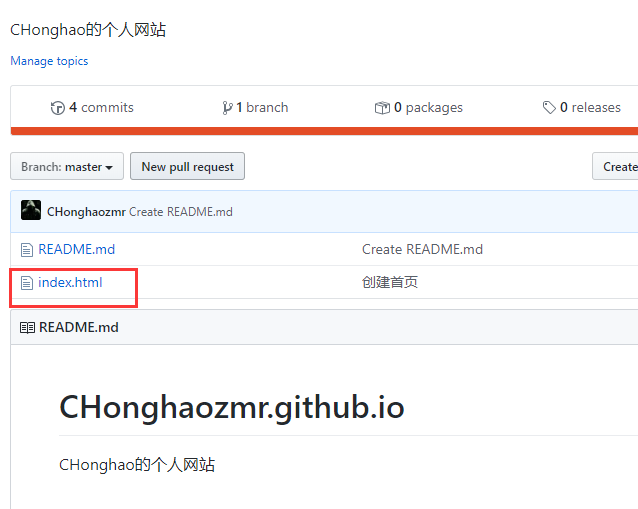 CHonghao的个人网站
Manage topics
4 commits 1 branch 0 packages 0 releases
Branch: master New pull request Create
CHonghaozmr Create README.md
README.md Create README.md
index.html 创建首页
README.md
CHonghaozmr.github.io
CHonghao的个人网站